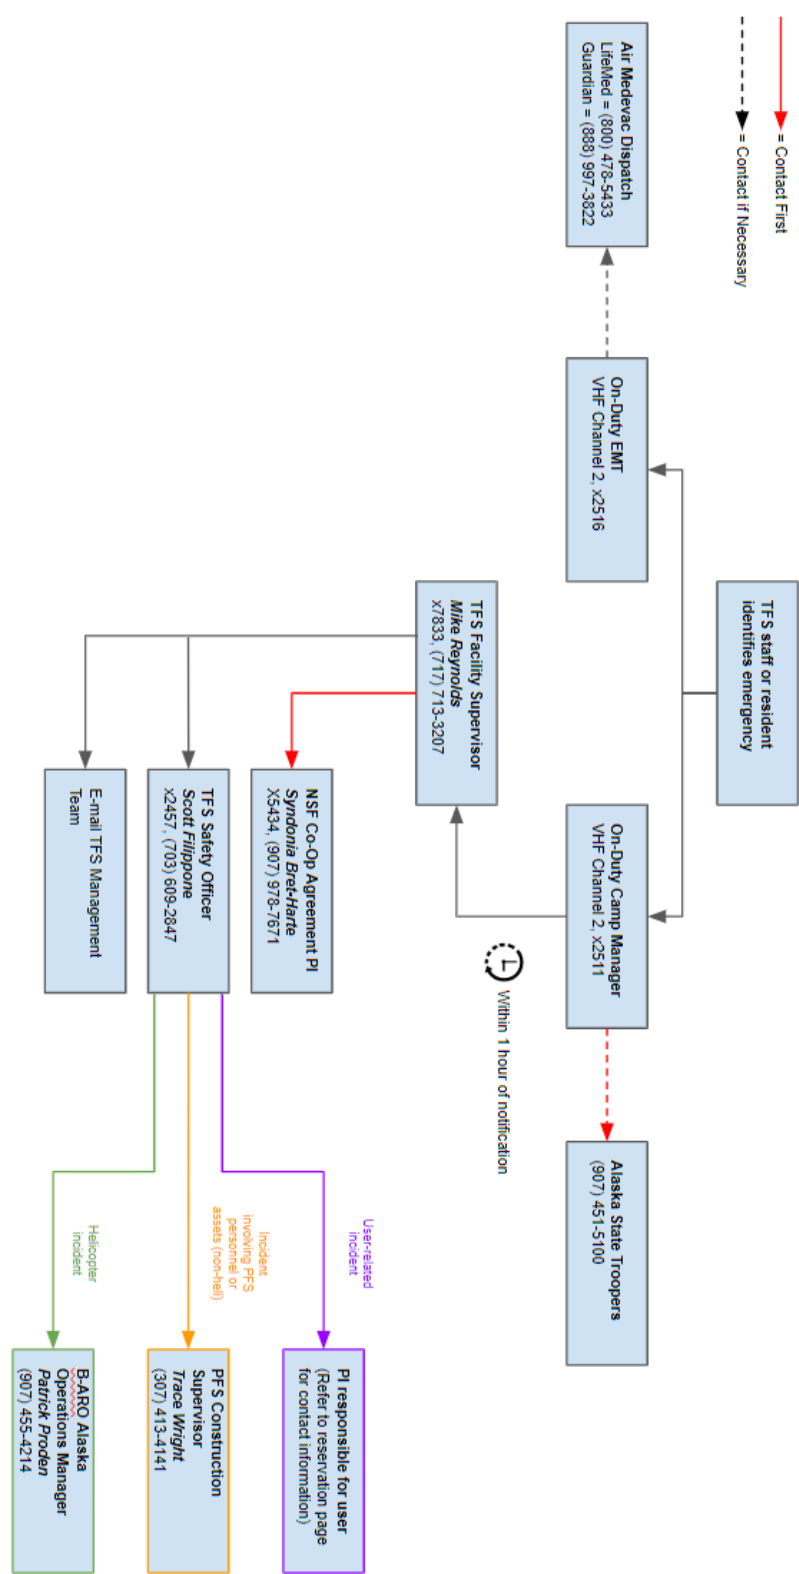 = Contact First
= Contact if Necessary
TFS staff or resident
identifies emergency
Air Medevac Dispatch
LifeMed = (800) 478-5433
Guardian = (888) 997-3822
On-Duty EMT
VHF Channel 2, x2516
On-Duty Camp Manager
VHF Channel 2, x2511
Alaska State Troopers
(907) 451-5100
Within 1 hour of notification
TFS Facility Supervisor
Mike Reynolds
x7833, (717) 713-3207
NSF Co-Op Agreement PI
Syndonia Bret-Harte
X5434, (907) 978-7671
TFS Safety Officer
Scott Filippone
x2457, (703) 609-2847
E-mail TFS Management
Team
User-related
incident
Incident
involving PFS
personnel or
assets (non-heli)
Helicopter
incident
PI responsible for user
(Refer to reservation page
for contact information)
PFS Construction
Supervisor
Trace Wright
(307) 413-4141
B-ARO Alaska
Operations Manager
Patrick Proden
(907) 455-4214